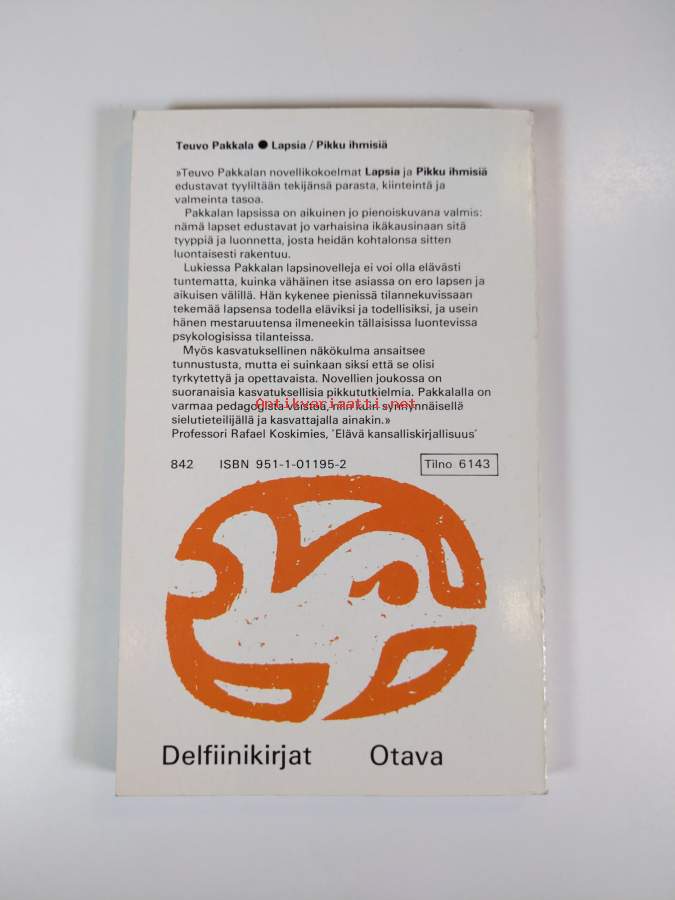 Teuvo Pakkala ● Lapsia / Pikku ihmisiä
»Teuvo Pakkalan novellikokoelmat Lapsia ja Pikku ihmisiä
edustavat tyyliltään tekijänsä parasta, kiinteintä ja
valmeinta tasoa.
Pakkalan lapsissa on aikuinen jo pienoiskuvana valmis:
nämä lapset edustavat jo varhaisina ikäkausinaan sitä
tyyppiä ja luonnetta, josta heidän kohtalonsa sitten
luontaisesti rakentuu.
Lukiessa Pakkalan lapsinovelleja ei voi olla elävästi
tuntematta, kuinka vähäinen itse asiassa on ero lapsen ja
aikuisen välillä. Hän kykenee pienissä tilannekuvissaan
tekemää lapsensa todella eläviksi ja todellisiksi, ja usein
hänen mestaruutensa ilmeneekin tällaisissa luontevissa
psykologisissa tilanteissa.
Myös kasvatuksellinen näkökulma ansaitsee
tunnustusta, mutta ei suinkaan siksi että se olisi
tyrkytettyä ja opettavaista. Novellien joukossa on
suoranaisia kasvatuksellisia pikkututkielmia. Pakkalalla on
Antikvariaatti.net
varmaa pedagogista vaistoa, niin kuin synnynnäisellä
sielutieteilijällä ja kasvattajalla ainakin.»
Professori Rafael Koskimies, 'Elävä kansalliskirjallisuus'
842 ISBN 951-1-01195-2 Tilno 6143
Delfiinikirjat Otava